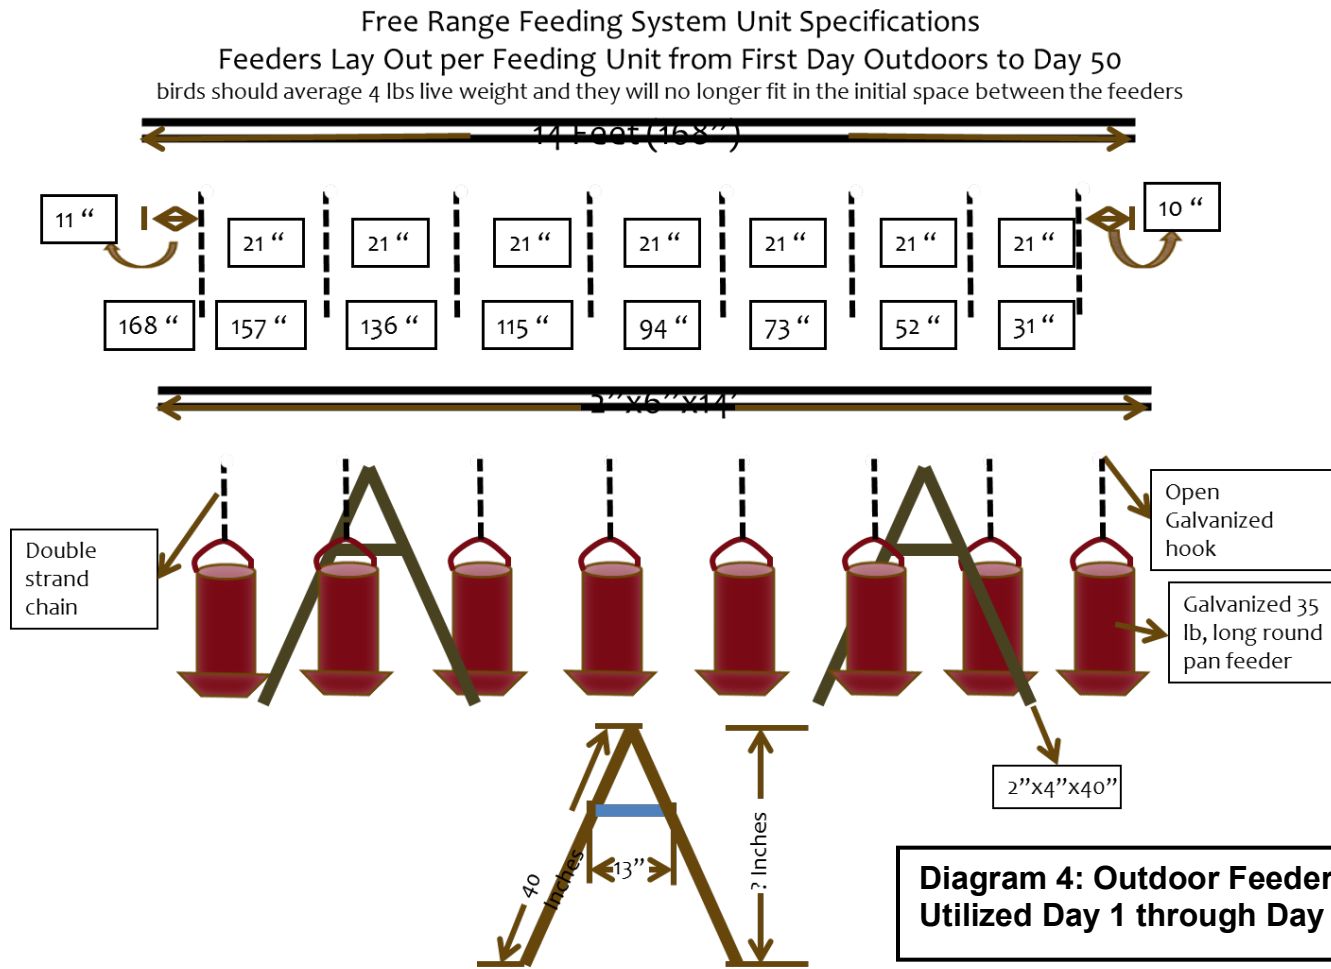 Free Range Feeding System Unit Specifications
Feeders Lay Out per Feeding Unit from First Day Outdoors to Day 50
birds should average 4 lbs live weight and they will no longer fit in the initial space between the feeders
14 Feet (168”)
11 “
10 “
21 “
21 “
21 “
21 “
21 “
21 “
21 “
168 “
157 “
136 “
115 “
94 “
73 “
52 “
31 “
2”x6”x14’
Open
Galvanized
hook
Double
strand
chain
Galvanized 35
lb, long round
pan feeder
2”x4”x40”
13”
40
Inches
? Inches
Diagram 4: Outdoor Feeder
Utilized Day 1 through Day